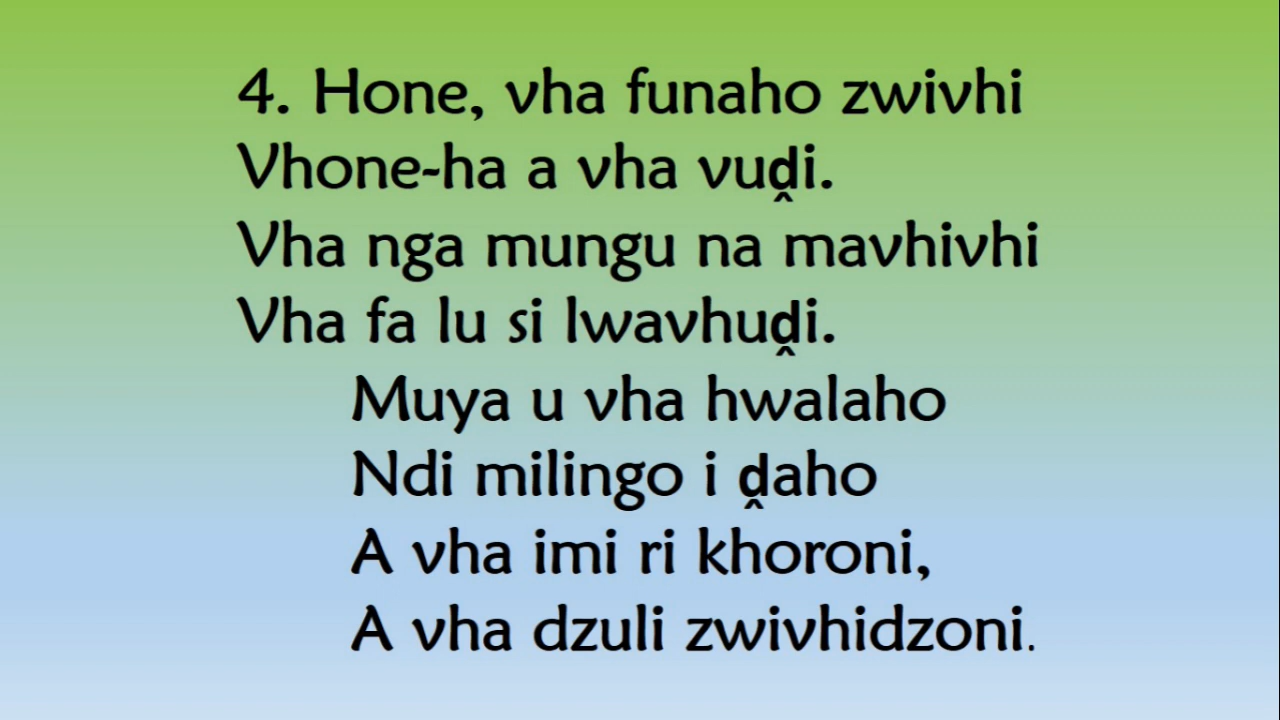 4. Hone, vha funaho zwivhi
Vhone-ha a vha vuḓi.
Vha nga mungu na mavhivhi
Vha fa lu si lwavhuḓi.
Muya u vha hwalaho
Ndi milingo i ḓaho
A vha imi ri khoroni,
A vha dzuli zwivhidzoni.